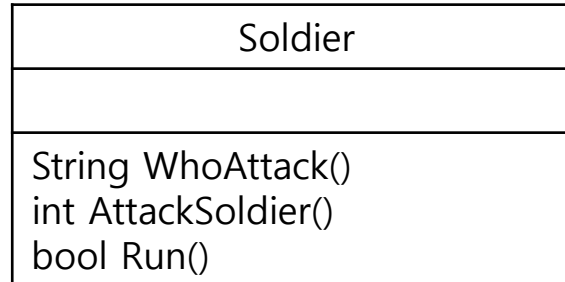 Soldier
String WhoAttack()
int AttackSoldier()
bool Run()